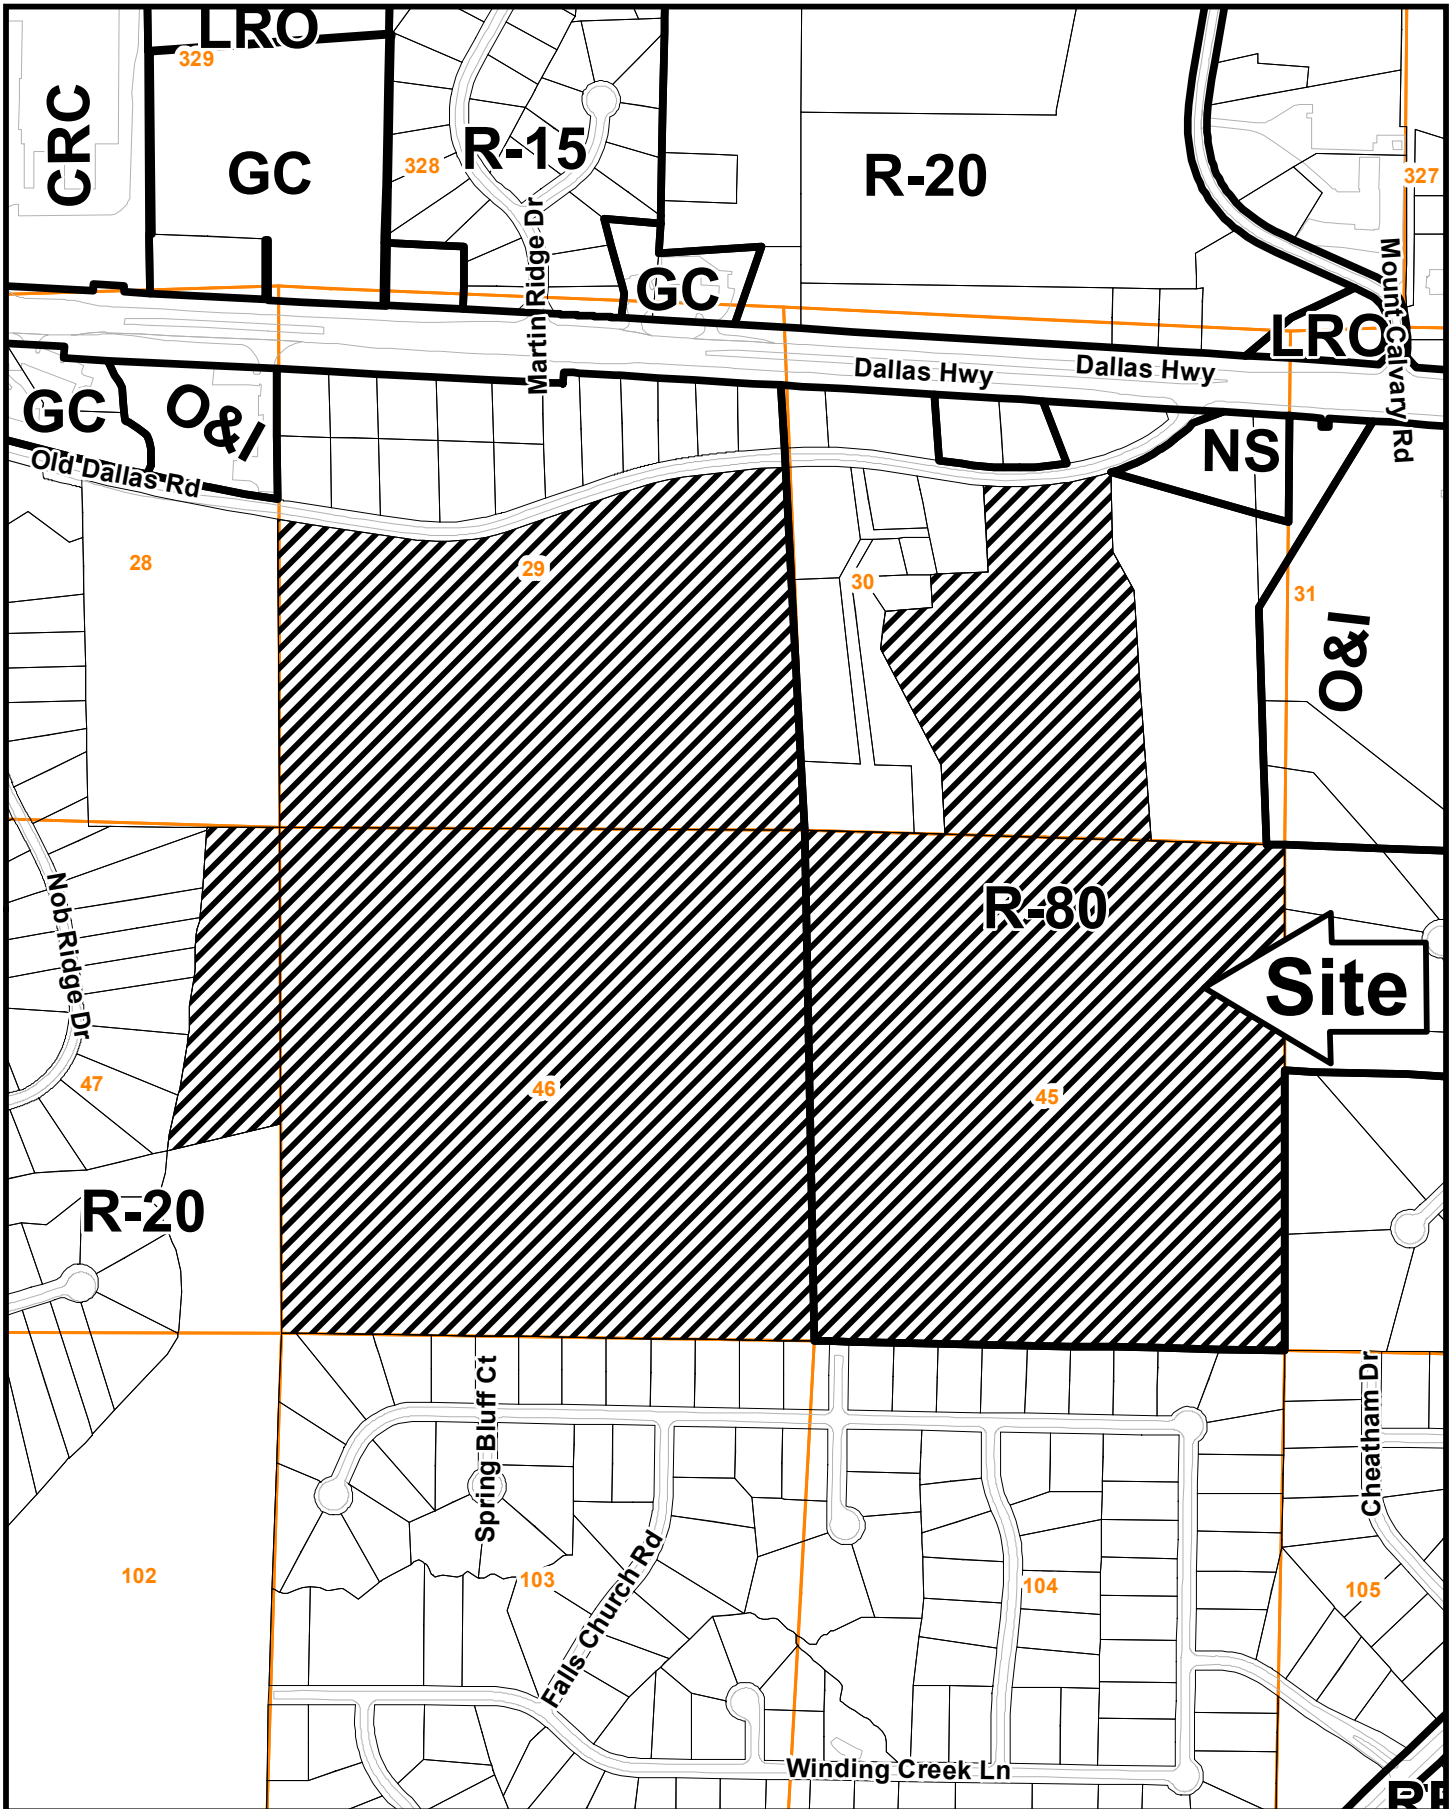 LRO
329
CRC
GC
328
R-15
R-20
327
Martin Ridge Dr
GC
Mount Calvary Rd
LRO
Dallas Hwy
Dallas Hwy
GC
O&I
NS
Old Dallas Rd
28
29
30
31
O&I
Nob Ridge Dr
R-80
Site
47
46
45
R-20
Spring Bluff Ct
Cheatham Dr
102
103
Falls Church Rd
104
105
Winding Creek Ln